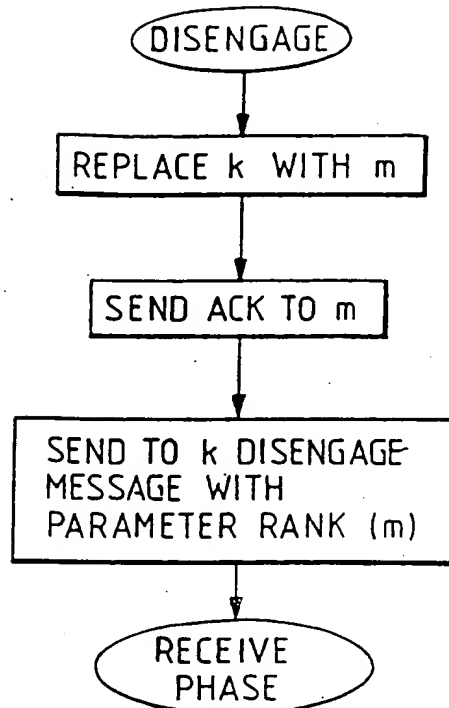 DISENGAGE
REPLACE k WITH m
SEND ACK TO m
SEND TO k DISENGAGE-
MESSAGE WITH
PARAMETER RANK (m)
RECEIVE
PHASE